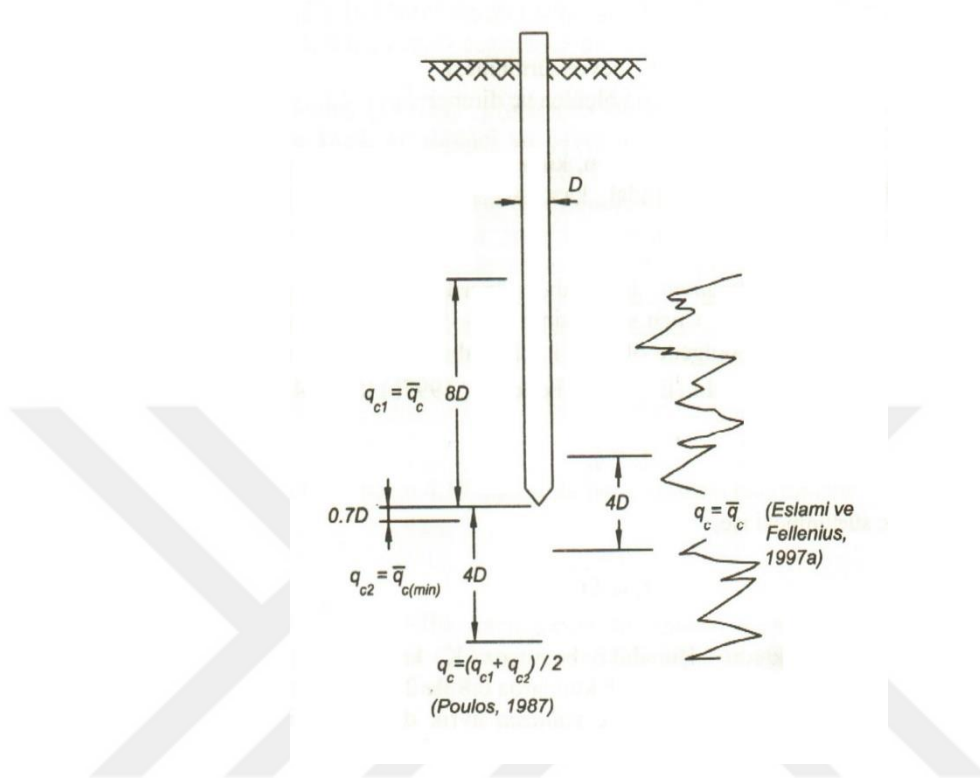 D
q_c1 = q̅_c 8D
0.7D
q_c2 = q̅_c(min) 4D
q_c=(q_c1+ q_c2) / 2
(Poulos, 1987)
4D
q_c = q̅_c (Eslami ve
Fellenius,
1997a)